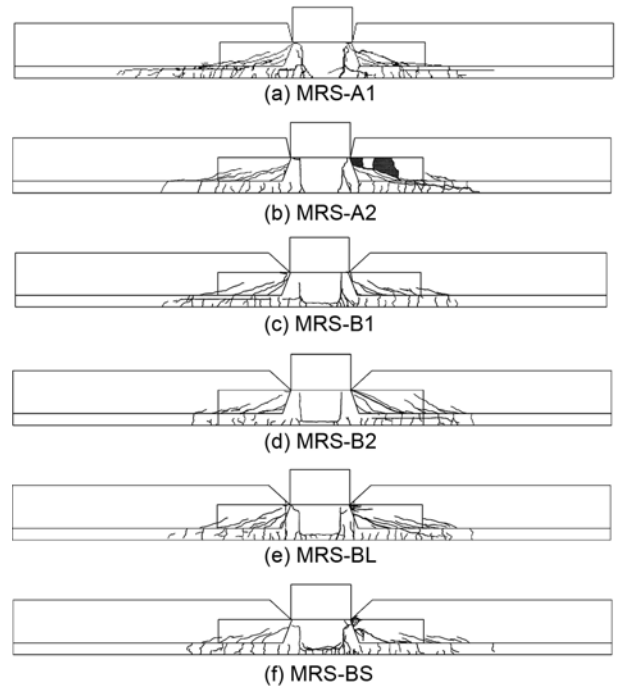 (a) MRS-A1
(b) MRS-A2
(c) MRS-B1
(d) MRS-B2
(e) MRS-BL
(f) MRS-BS